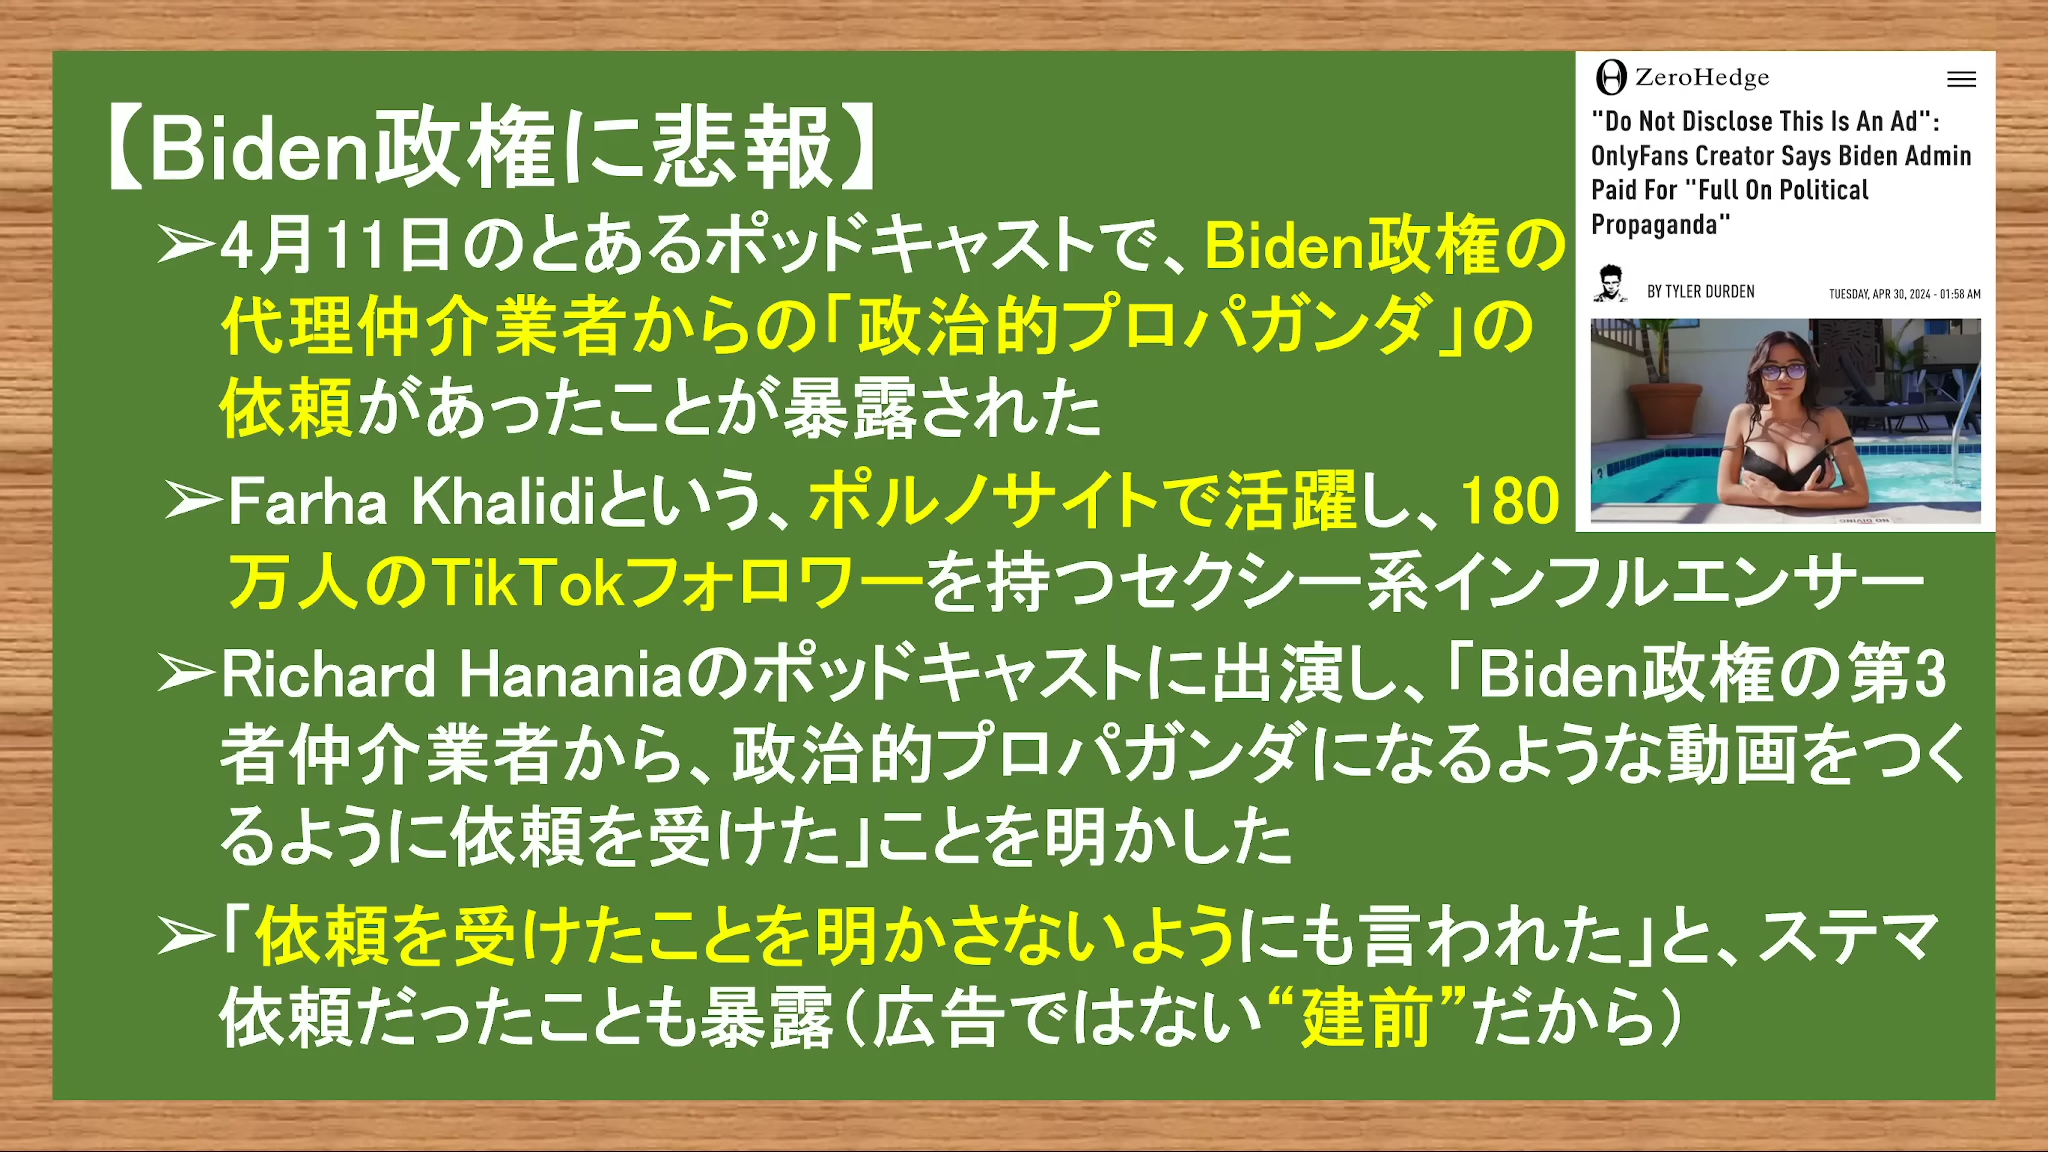 【Biden政権に悲報】
➢4月11日のとあるポッドキャストで、Biden政権の
代理仲介業者からの「政治的プロパガンダ」の
依頼があったことが暴露された
➢Farha Khalidiという、ポルノサイトで活躍し、180
万人のTikTokフォロワーを持つセクシー系インフルエンサー
➢Richard Hananiaのポッドキャストに出演し、「Biden政権の第3
者仲介業者から、政治的プロパガンダになるような動画をつく
るように依頼を受けた」ことを明かした
➢「依頼を受けたことを明かさないようにも言われた」と、ステマ
依頼だったことも暴露（広告ではない“建前”だから）
ZeroHedge
"Do Not Disclose This Is An Ad":
OnlyFans Creator Says Biden Admin
Paid For "Full On Political
Propaganda"
BY TYLER DURDEN
TUESDAY, APR 30, 2024 - 01:58 AM
NO DIVING